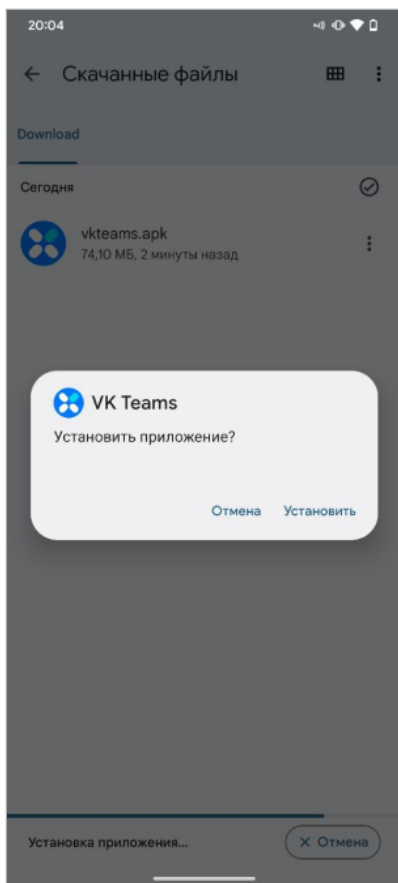 20:04
Скачанные файлы
Download
Сегодня
vkteams.apk
74,10 МБ, 2 минуты назад
VK Teams
Установить приложение?
Отмена Установить
Установка приложения... Отмена